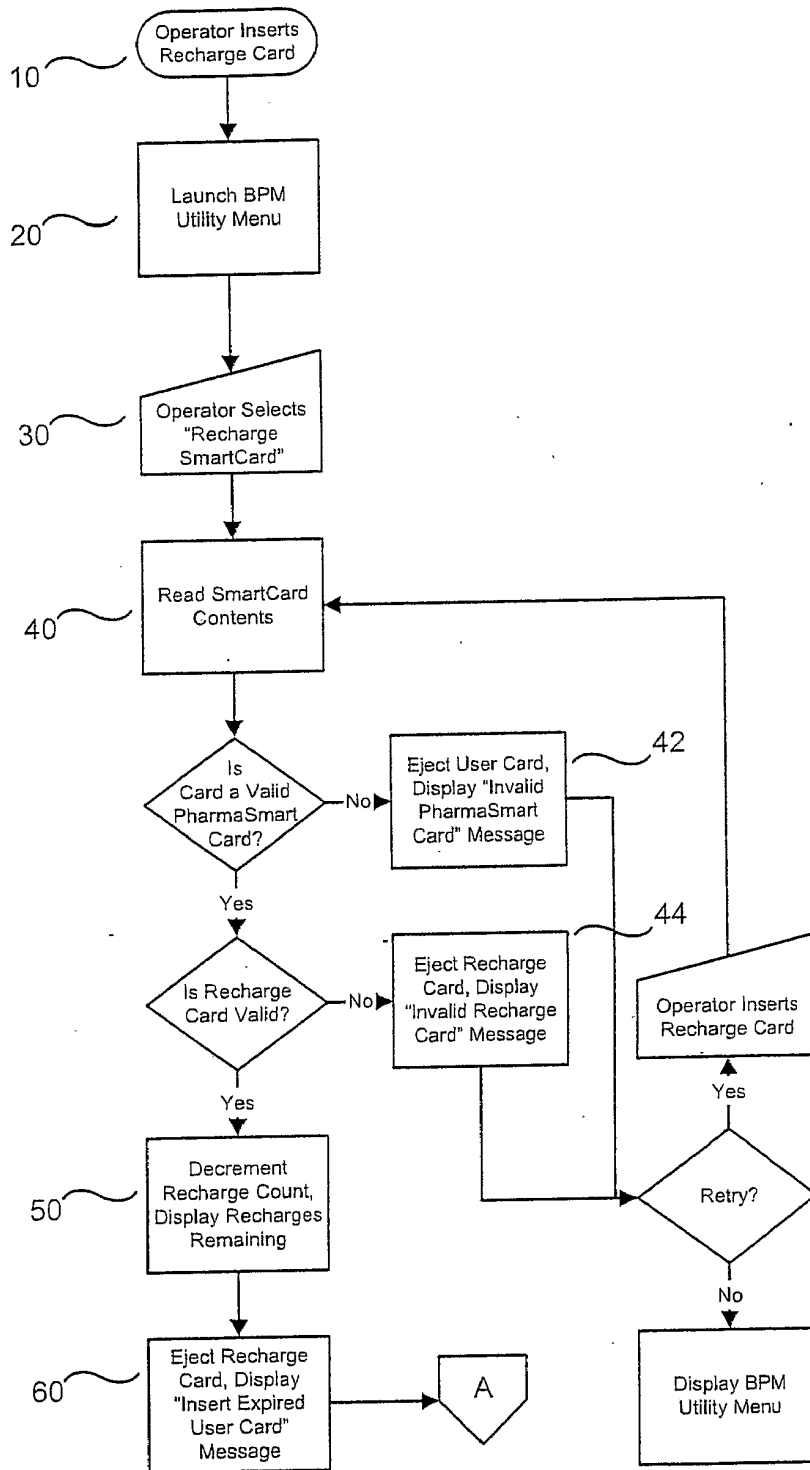 Operator Inserts
Recharge Card
10
Launch BPM
Utility Menu
20
Operator Selects
"Recharge
SmartCard"
30
Read SmartCard
Contents
40
Is
Card a Valid
PharmaSmart
Card?
No
Eject User Card,
Display "Invalid
PharmaSmart
Card" Message
42
Yes
Is Recharge
Card Valid?
No
Eject Recharge
Card, Display
"Invalid Recharge
Card" Message
44
Operator Inserts
Recharge Card
Yes
Retry?
No
Display BPM
Utility Menu
Yes
Decrement
Recharge Count,
Display Recharges
Remaining
50
Eject Recharge
Card, Display
"Insert Expired
User Card"
Message
60
A